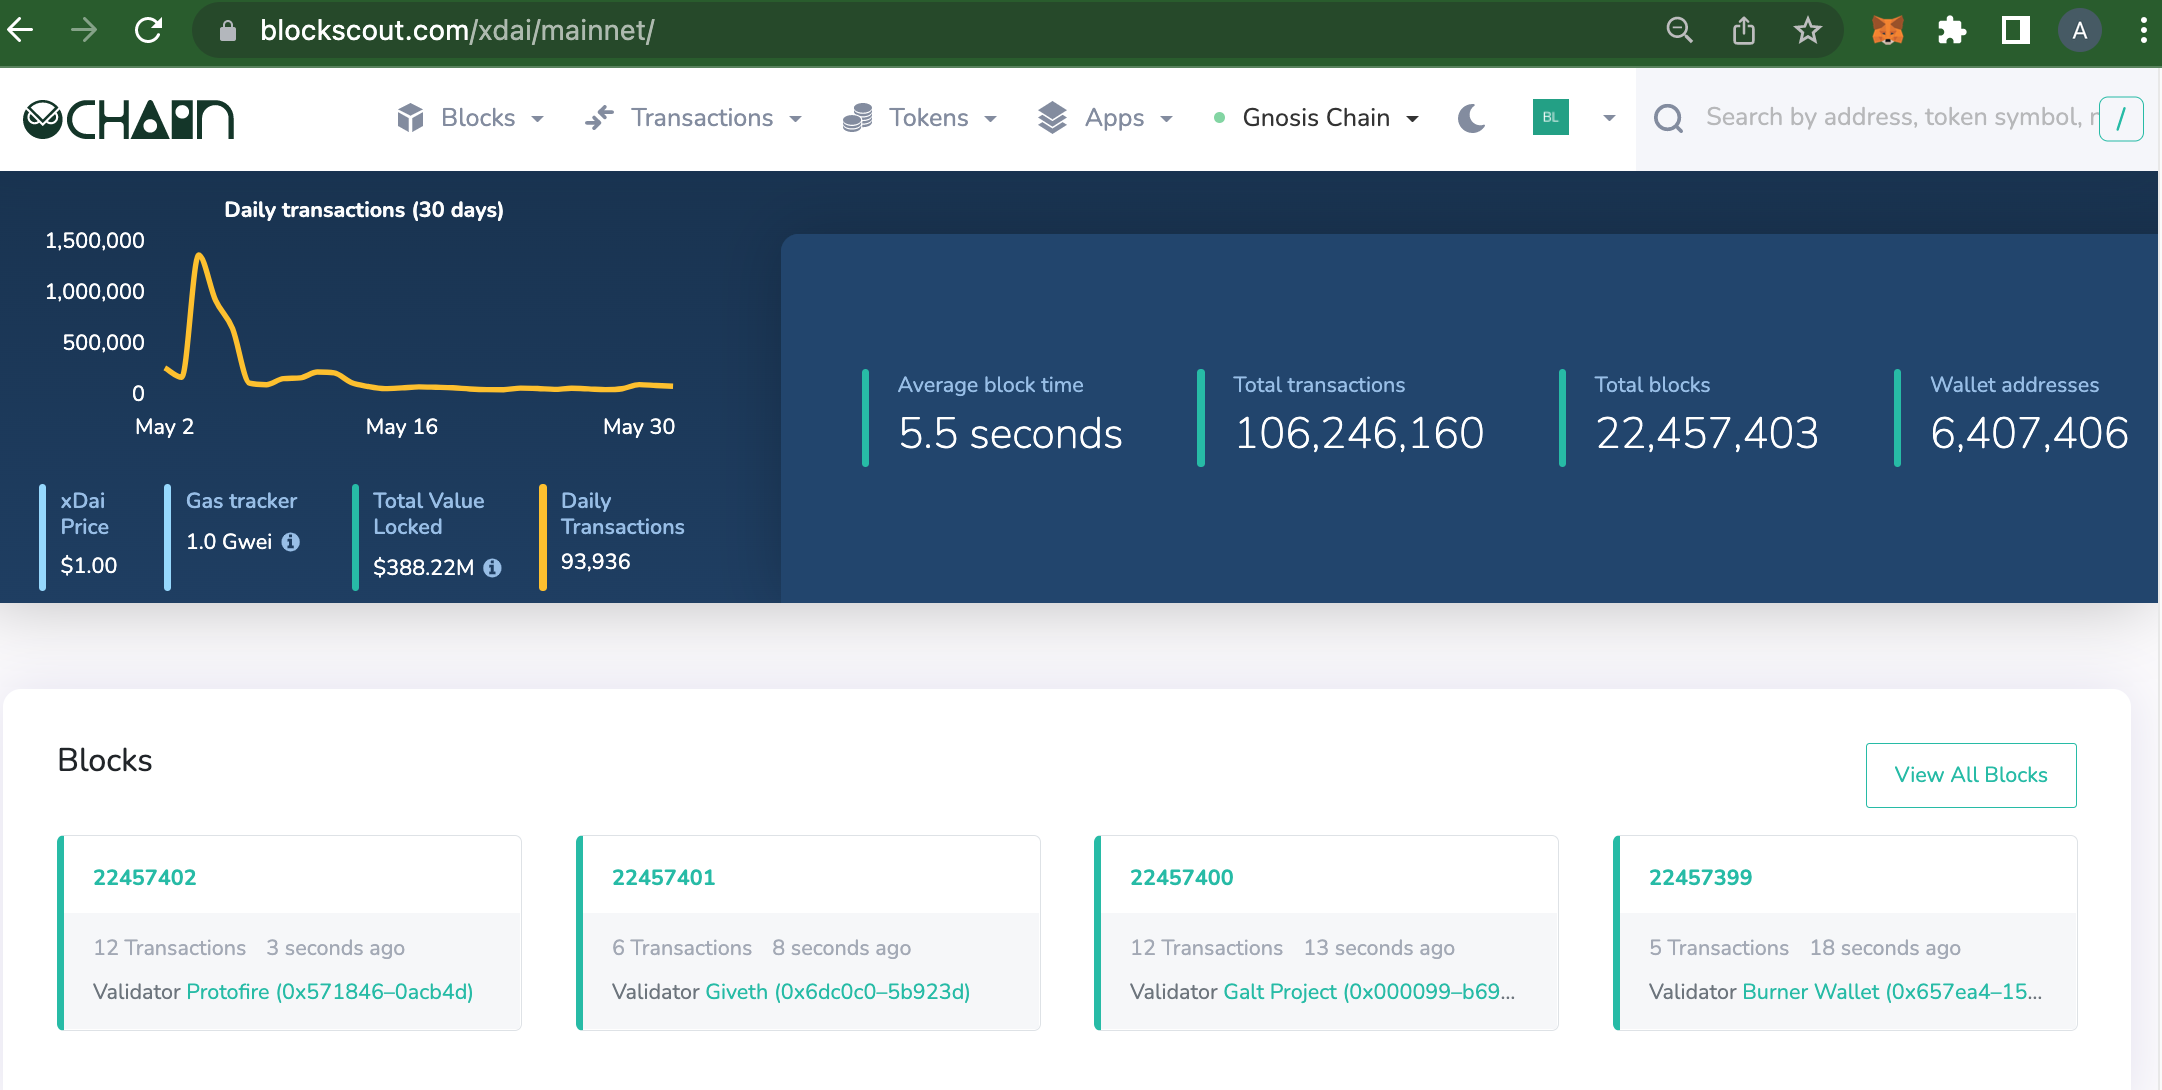 blockscout.com/xdai/mainnet/
A
CHAIN
Blocks
Transactions
Tokens
Apps
Gnosis Chain
BL
Search by address, token symbol,
/
Daily transactions (30 days)
1,500,000
1,000,000
500,000
0
May 2 May 16 May 30
xDai Price
$1.00
Gas tracker
1.0 Gwei
Total Value Locked
$388.22M
Daily Transactions
93,936
Average block time
5.5 seconds
Total transactions
106,246,160
Total blocks
22,457,403
Wallet addresses
6,407,406
Blocks
View All Blocks
22457402
12 Transactions 3 seconds ago
Validator Protofire (0x571846–0acb4d)
22457401
6 Transactions 8 seconds ago
Validator Giveth (0x6dc0c0–5b923d)
22457400
12 Transactions 13 seconds ago
Validator Galt Project (0x000099–b69...
22457399
5 Transactions 18 seconds ago
Validator Burner Wallet (0x657ea4–15...